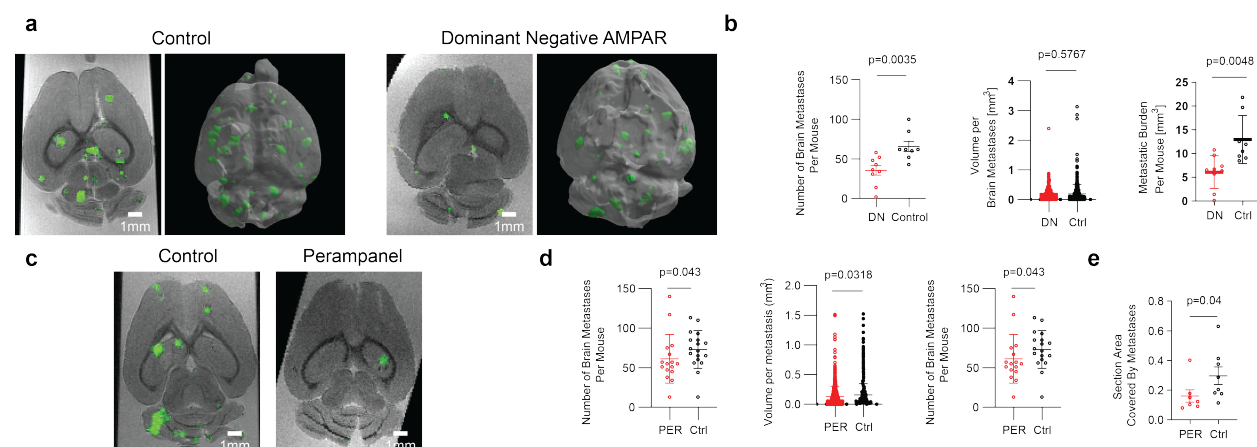 a
Control
Dominant Negative AMPAR
1mm
1mm
b
Number of Brain Metastases
Per Mouse
p=0.0035
150
100
50
0
DN
Control
Volume per
Brain Metastases [mm³]
p=0.5767
4
3
2
1
0
DN
Ctrl
Metastatic Burden
Per Mouse [mm³]
p=0.0048
25
20
15
10
5
0
DN
Ctrl
c
Control
Perampanel
1mm
1mm
d
Number of Brain Metastases
Per Mouse
p=0.043
150
100
50
0
PER
Ctrl
Volume per metastasis (mm³)
p=0.0318
2.0
1.5
1.0
0.5
0.0
PER
Ctrl
Number of Brain Metastases
Per Mouse
p=0.043
150
100
50
0
PER
Ctrl
e
Section Area
Covered By Metastases
p=0.04
0.8
0.6
0.4
0.2
0.0
PER
Ctrl